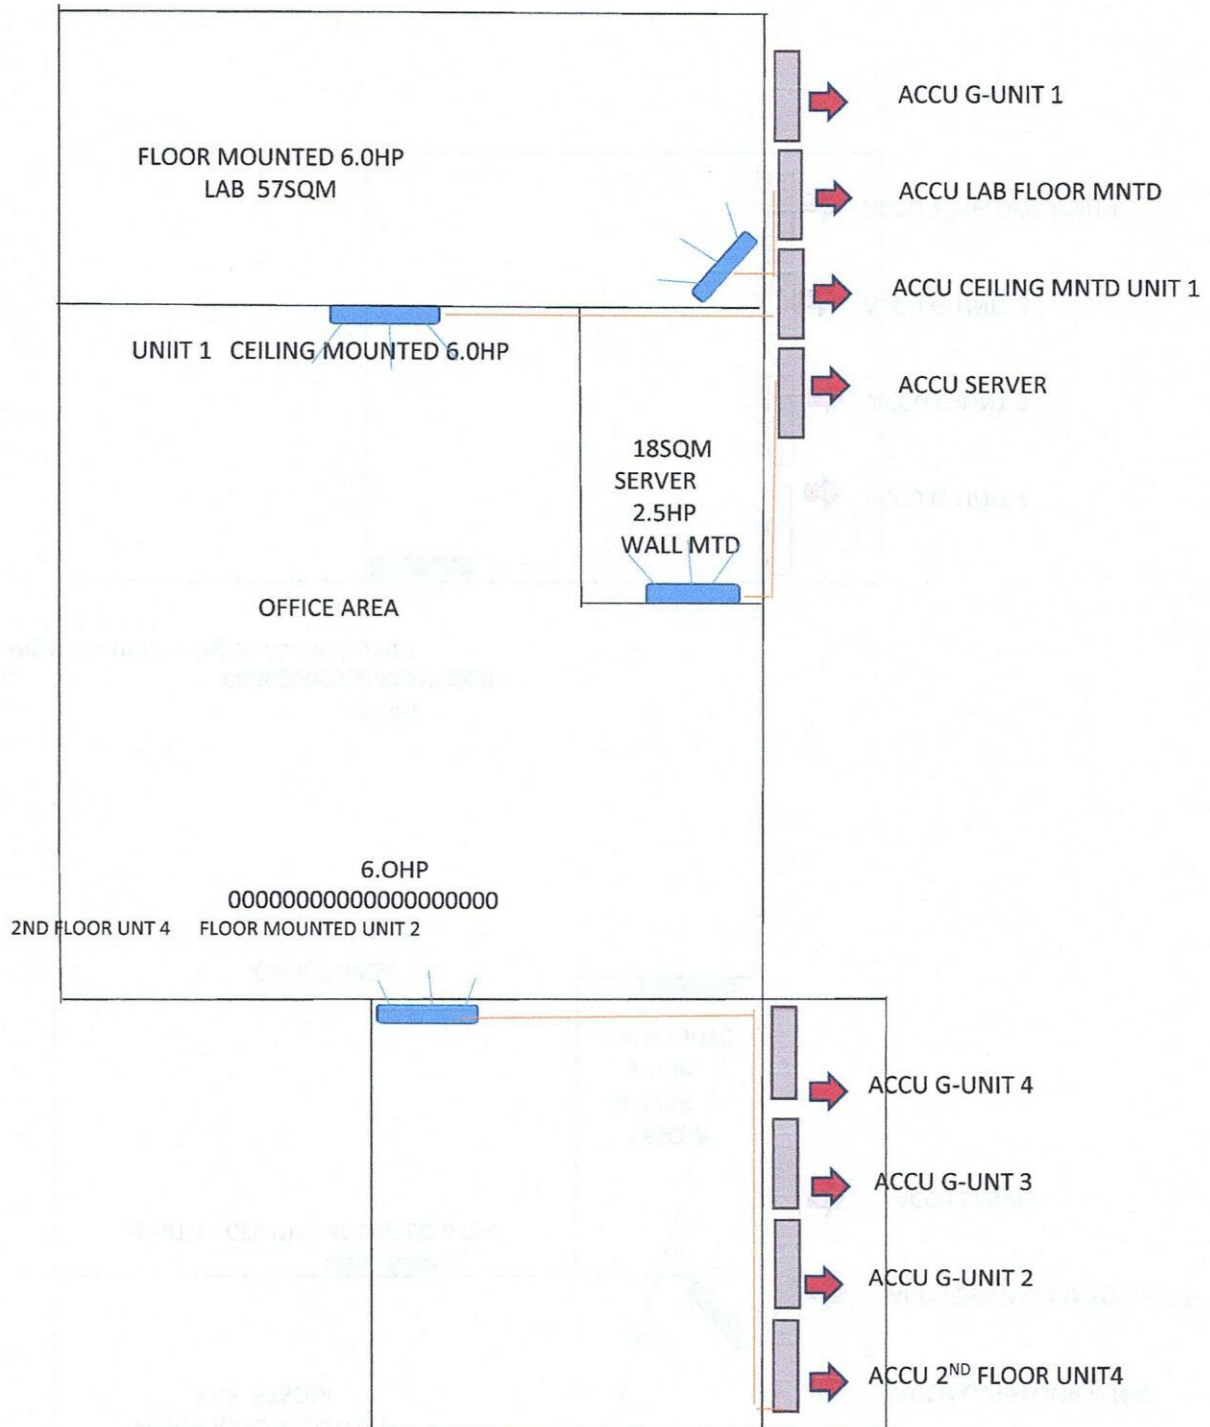 ACCU G-UNIT 1
FLOOR MOUNTED 6.0HP
LAB 57SQM
ACCU LAB FLOOR MNTD
ACCU CEILING MNTD UNIT 1
UNIIT 1 CEILING MOUNTED 6.0HP
ACCU SERVER
18SQM
SERVER
2.5HP
WALL MTD
OFFICE AREA
6.OHP
00000000000000000000
2ND FLOOR UNT 4 FLOOR MOUNTED UNIT 2
ACCU G-UNIT 4
ACCU G-UNT 3
ACCU G-UNIT 2
ACCU 2ND FLOOR UNIT4